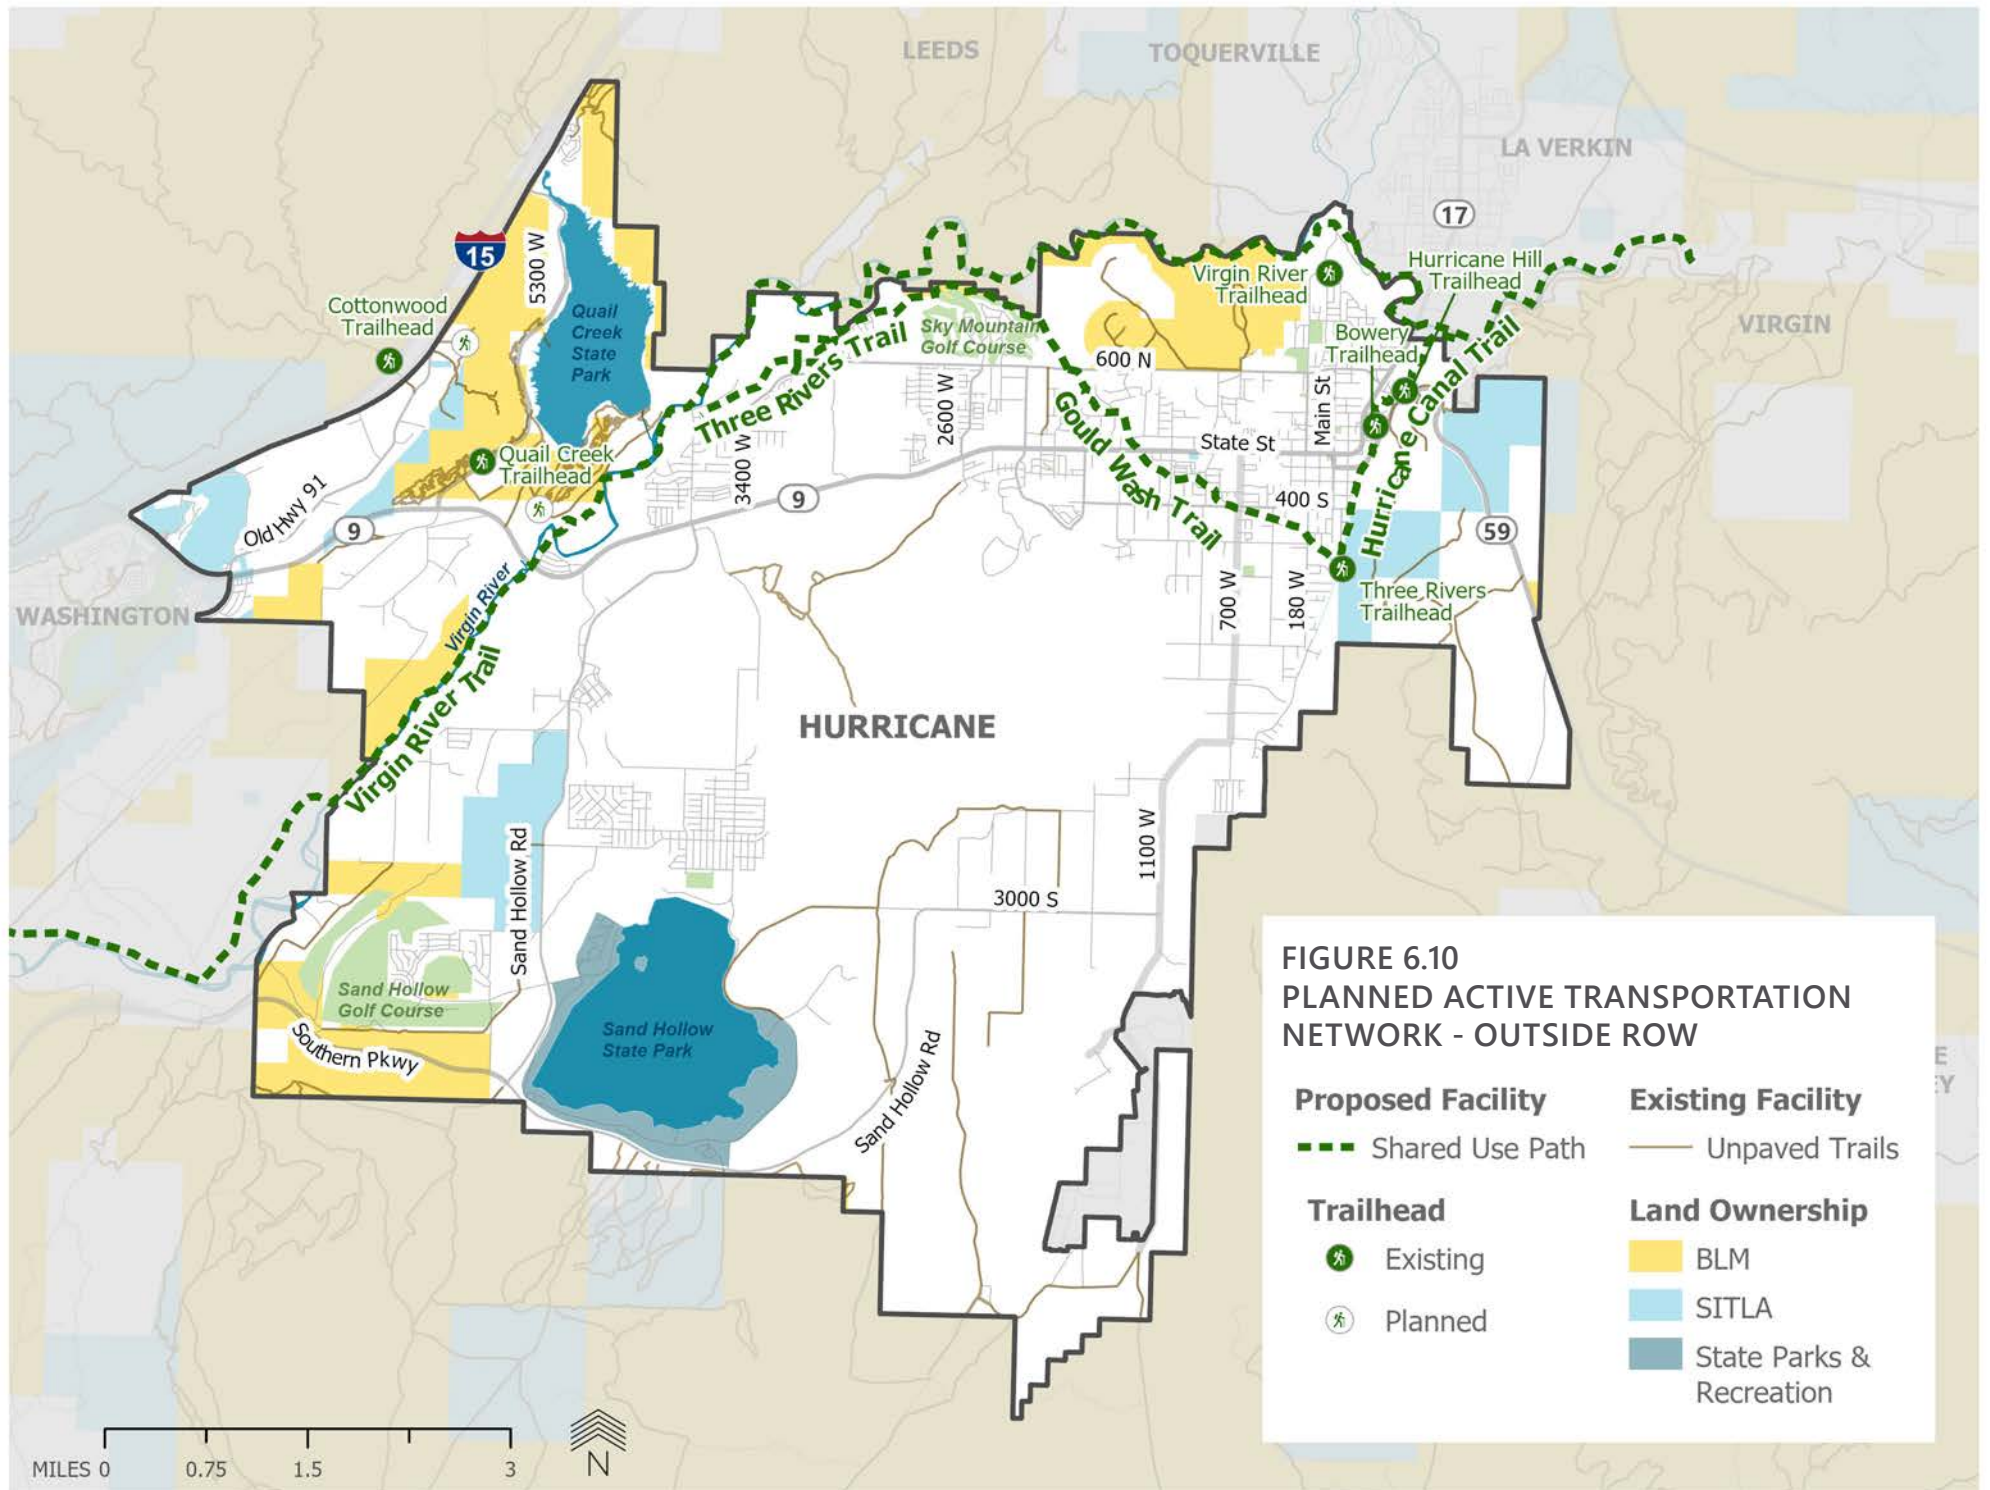 LEEDS
TOQUERVILLE
LA VERKIN
17
15
5300 W
Quail
Creek
State
Park
Cottonwood
Trailhead
Virgin River
Trailhead
Hurricane Hill
Trailhead
Bowery
Trailhead
VIRGIN
Sky Mountain
Golf Course
Three Rivers Trail
600 N
2600 W
Main St
Hurricane Canal Trail
Gould Wash Trail
State St
3400 W
Quail Creek
Trailhead
Old Hwy 91
9
9
400 S
59
Virgin River
WASHINGTON
700 W
180 W
Three Rivers
Trailhead
Virgin River Trail
HURRICANE
Sand Hollow Rd
1100 W
3000 S
Sand Hollow
Golf Course
Southern Pkwy
Sand Hollow
State Park
Sand Hollow Rd
FIGURE 6.10
PLANNED ACTIVE TRANSPORTATION
NETWORK - OUTSIDE ROW
E
EY
Proposed Facility
Shared Use Path
Existing Facility
Unpaved Trails
Trailhead
Existing
Planned
Land Ownership
BLM
SITLA
State Parks &
Recreation
MILES 0 0.75 1.5 3
N